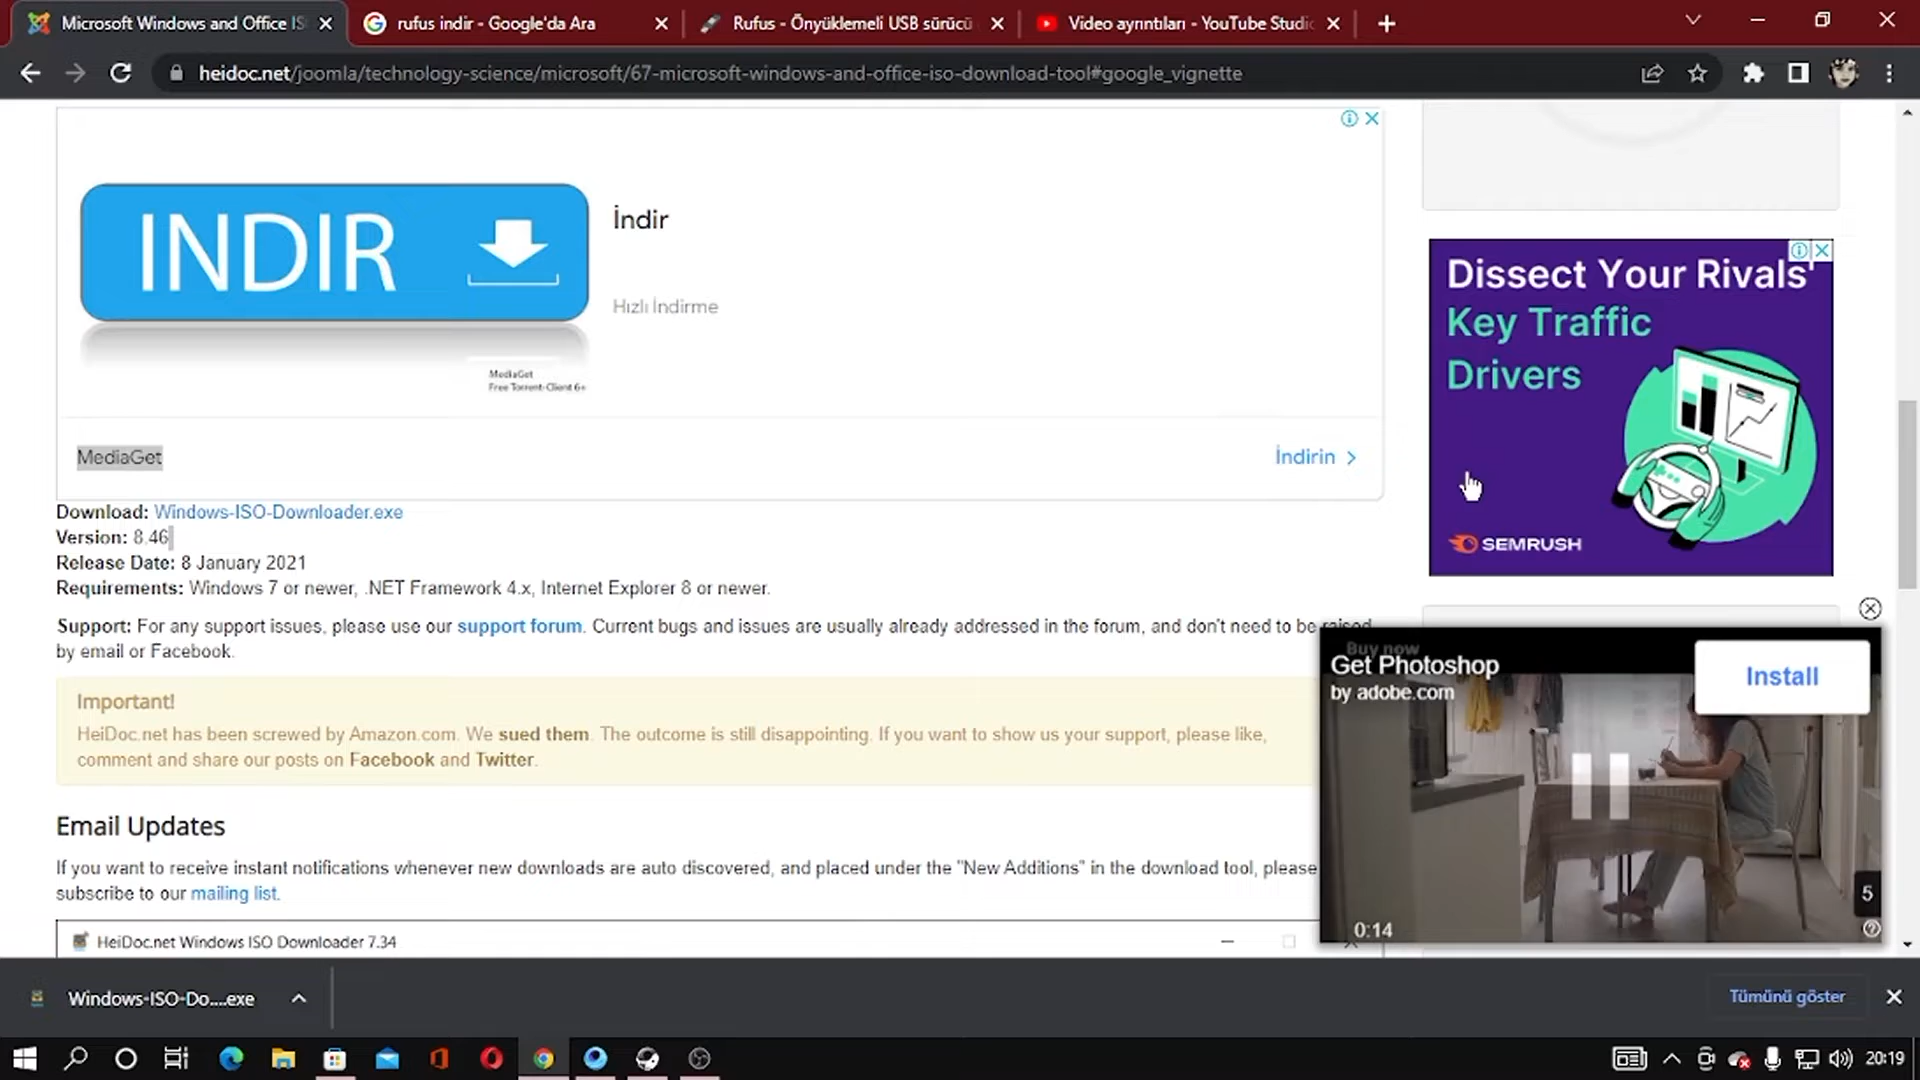 Microsoft Windows and Office IS
rufus indir - Google'da Ara
Rufus - Önyüklemeli USB sürücü
Video ayrıntıları - YouTube Studio
heidoc.net/joomla/technology-science/microsoft/67-microsoft-windows-and-office-iso-download-tool#google_vignette
INDIR
İndir
Hızlı İndirme
MediaGet
Free Torrent-Client 6+
MediaGet
İndirin
Dissect Your Rivals'
Key Traffic
Drivers
SEMRUSH
Download: Windows-ISO-Downloader.exe
Version: 8.46
Release Date: 8 January 2021
Requirements: Windows 7 or newer, .NET Framework 4.x, Internet Explorer 8 or newer.
Support: For any support issues, please use our support forum. Current bugs and issues are usually already addressed in the forum, and don't need to be raised
by email or Facebook.
Important!
HeiDoc.net has been screwed by Amazon.com. We sued them. The outcome is still disappointing. If you want to show us your support, please like,
comment and share our posts on Facebook and Twitter.
Buy now
Get Photoshop
by adobe.com
Install
5
0:14
Email Updates
If you want to receive instant notifications whenever new downloads are auto discovered, and placed under the "New Additions" in the download tool, please
subscribe to our mailing list.
HeiDoc.net Windows ISO Downloader 7.34
Windows-ISO-Do....exe
Tümünü göster
20:19